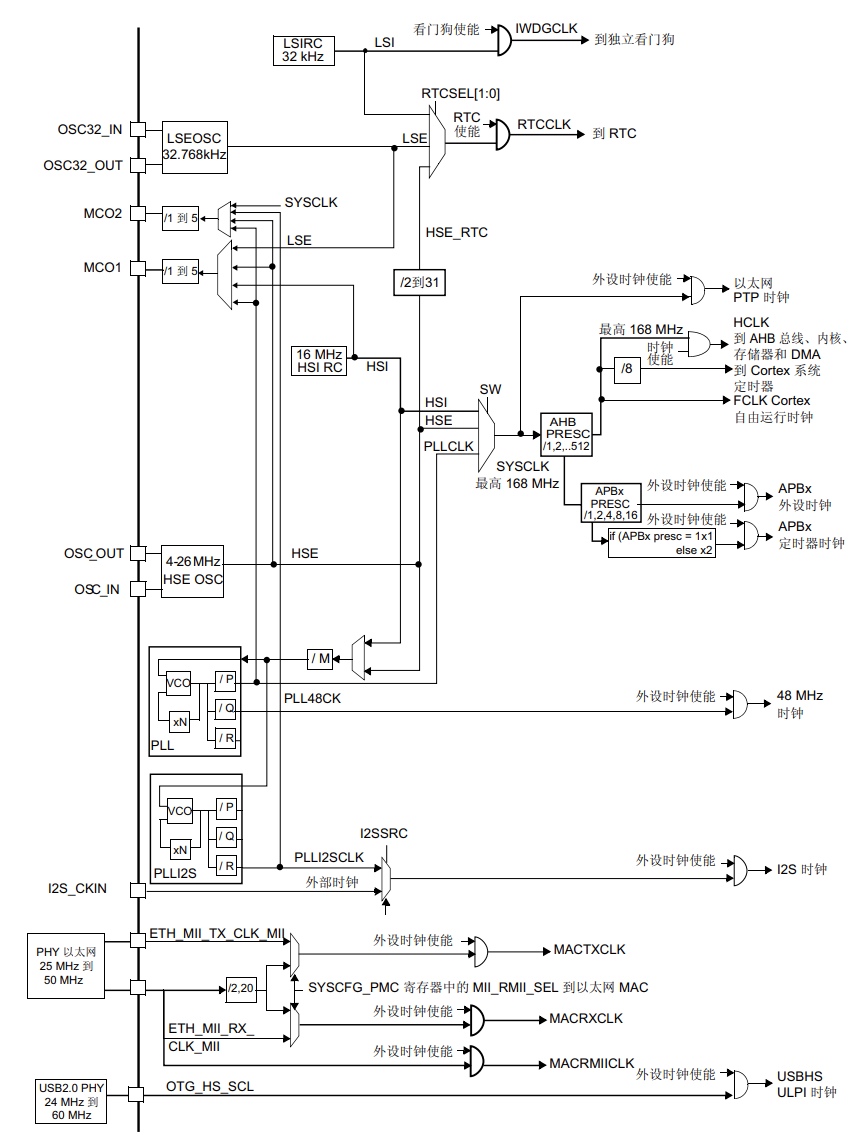 看门狗使能
IWDGCLK
到独立看门狗
LSIRC
32 kHz
LSI
RTCSEL[1:0]
OSC32_IN
LSEOSC
32.768kHz
OSC32_OUT
LSE
RTC
使能
RTCCLK
到 RTC
MCO2
/1 到 5
SYSCLK
HSE_RTC
LSE
MCO1
/1 到 5
/2到31
外设时钟使能
以太网
PTP 时钟
最高 168 MHz
时钟
使能
HCLK
到 AHB 总线、内核、
存储器和 DMA
16 MHz
HSI RC
HSI
/8
到 Cortex 系统
定时器
SW
HSI
HSE
PLLCLK
FCLK Cortex
自由运行时钟
AHB
PRESC
/1,2,..512
SYSCLK
最高 168 MHz
APBx
PRESC
/1,2,4,8,16
外设时钟使能
APBx
外设时钟
外设时钟使能
APBx
定时器时钟
if (APBx presc = 1x1
else x2
OSC_OUT
4-26 MHz
HSE OSC
HSE
OSC_IN
/ M
VCO
/ P
xN
/ Q
/ R
PLL
PLL48CK
外设时钟使能
48 MHz
时钟
VCO
/ P
xN
/ Q
/ R
PLLI2S
I2SSRC
PLLI2SCLK
外设时钟使能
I2S 时钟
I2S_CKIN
外部时钟
PHY 以太网
25 MHz 到
50 MHz
ETH_MII_TX_CLK_MII
外设时钟使能
MACTXCLK
/2,20
SYSCFG_PMC 寄存器中的 MII_RMII_SEL 到以太网 MAC
ETH_MII_RX_
CLK_MII
外设时钟使能
MACRXCLK
外设时钟使能
MACRMIICLK
USB2.0 PHY
24 MHz 到
60 MHz
OTG_HS_SCL
外设时钟使能
USBHS
ULPI 时钟